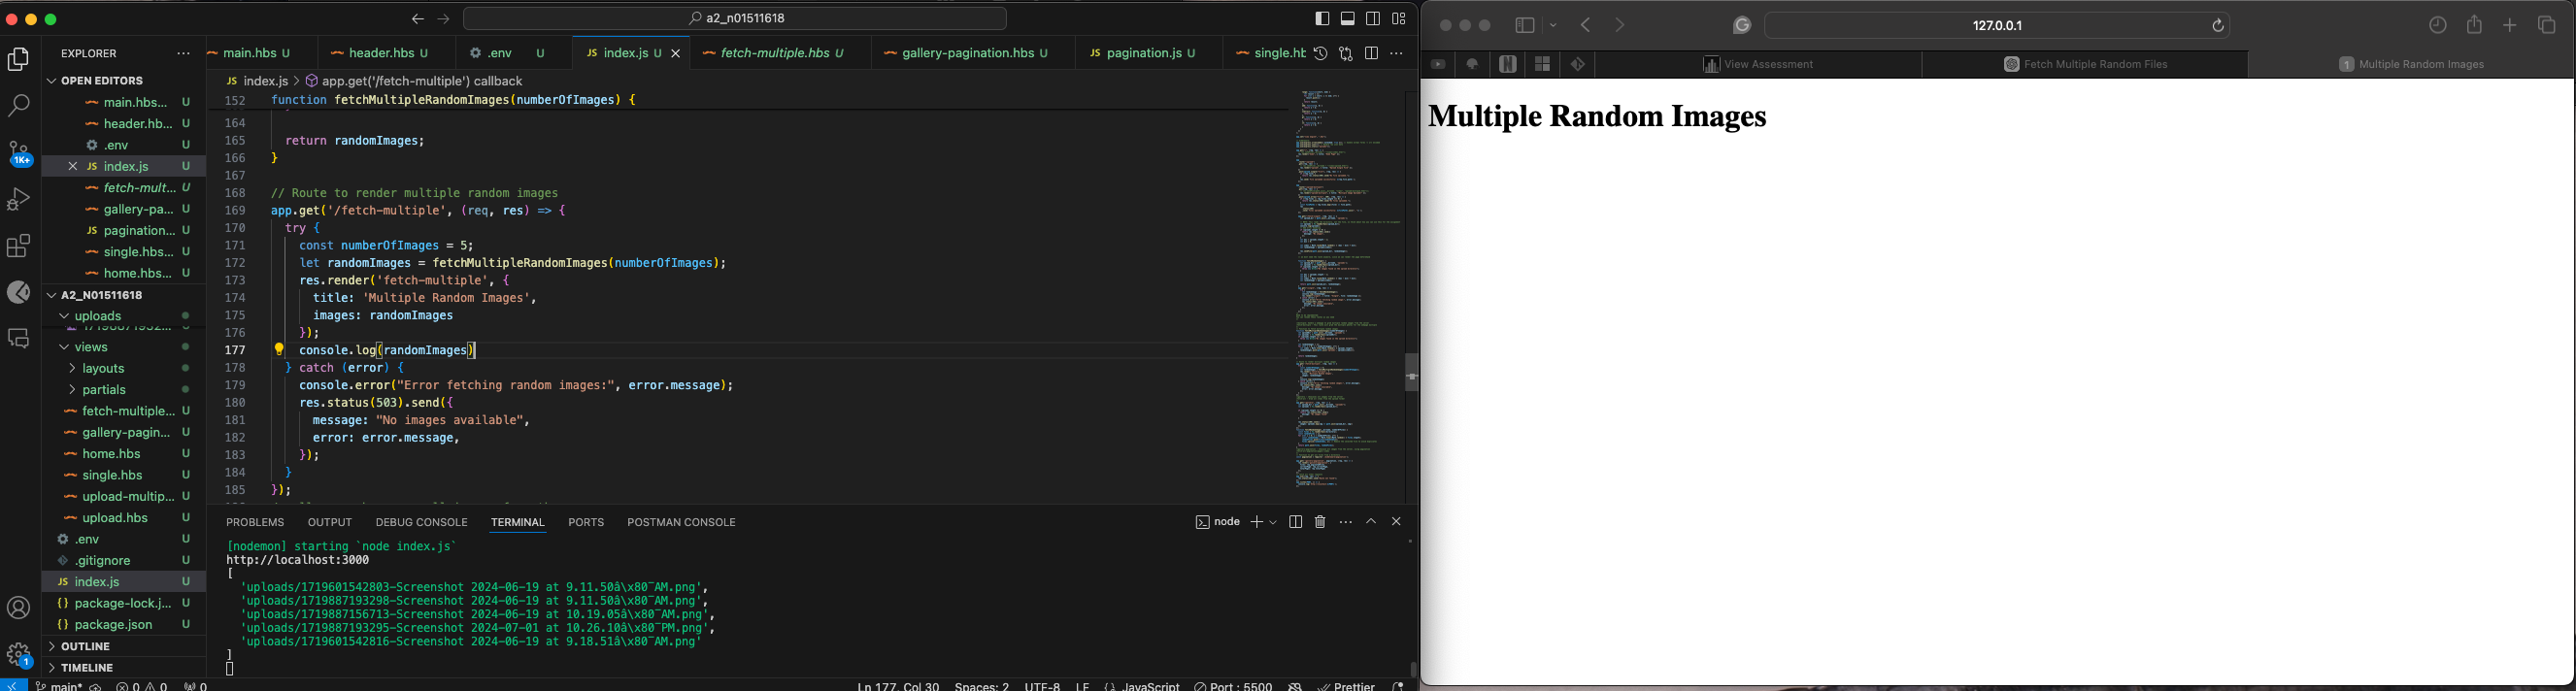 a2_n01511618
EXPLORER
OPEN EDITORS
main.hbs... U
header.hb... U
.env U
JS index.js U
fetch-mult... U
gallery-pa... U
JS pagination... U
single.hbs... U
home.hbs... U
A2_N01511618
uploads
views
layouts
partials
fetch-multiple... U
gallery-pagin... U
home.hbs U
single.hbs U
upload-multip... U
upload.hbs U
.env U
.gitignore U
JS index.js U
{} package-lock.j... U
{} package.json U
OUTLINE
TIMELINE
1K+
1
main.hbs U
header.hbs U
.env U
JS index.js U
fetch-multiple.hbs U
gallery-pagination.hbs U
JS pagination.js U
single.ht
JS index.js > app.get('/fetch-multiple') callback
152 function fetchMultipleRandomImages(numberOfImages) {
164
165 return randomImages;
166 }
167
168 // Route to render multiple random images
169 app.get('/fetch-multiple', (req, res) => {
170 try {
171 const numberOfImages = 5;
172 let randomImages = fetchMultipleRandomImages(numberOfImages);
173 res.render('fetch-multiple', {
174 title: 'Multiple Random Images',
175 images: randomImages
176 });
177 console.log(randomImages)
178 } catch (error) {
179 console.error("Error fetching random images:", error.message);
180 res.status(503).send({
181 message: "No images available",
182 error: error.message,
183 });
184 }
185 });
PROBLEMS OUTPUT DEBUG CONSOLE TERMINAL PORTS POSTMAN CONSOLE
node
[nodemon] starting `node index.js`
http://localhost:3000
[
'uploads/1719601542803-Screenshot 2024-06-19 at 9.11.50â\x80¯AM.png',
'uploads/1719887193298-Screenshot 2024-06-19 at 9.11.50â\x80¯AM.png',
'uploads/1719887156713-Screenshot 2024-06-19 at 10.19.05â\x80¯AM.png',
'uploads/1719887193295-Screenshot 2024-07-01 at 10.26.10â\x80¯PM.png',
'uploads/1719601542816-Screenshot 2024-06-19 at 9.18.51â\x80¯AM.png'
]
main* 0 0 0
Ln 177, Col 30 Spaces: 2 UTF-8 LF {} JavaScript Port : 5500 Prettier
127.0.0.1
View Assessment
Fetch Multiple Random Files
1 Multiple Random Images
Multiple Random Images